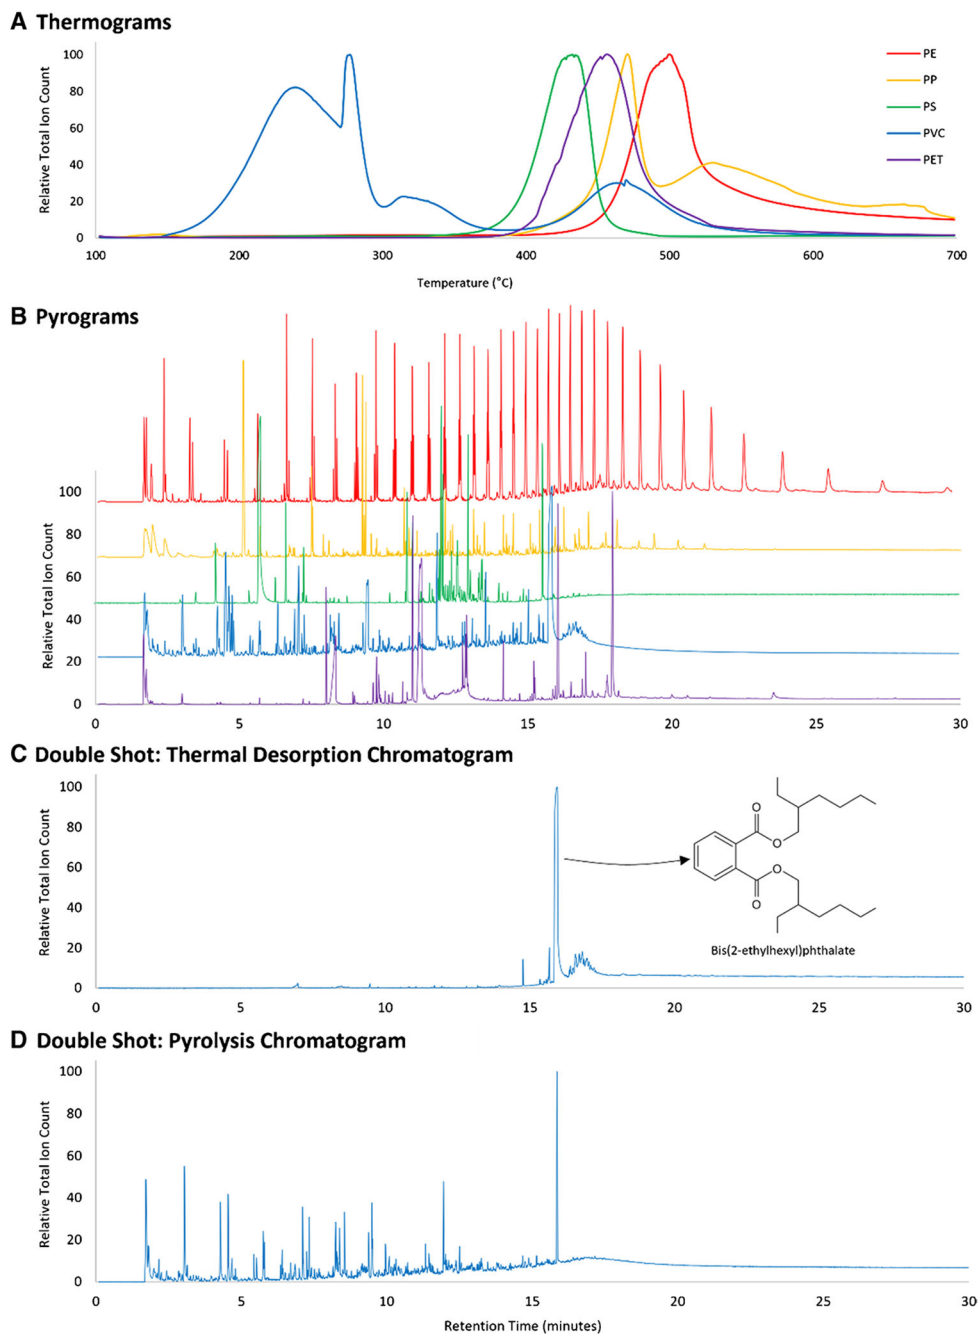 A Thermograms
Relative Total Ion Count
100
80
60
40
20
0
PE
PP
PS
PVC
PET
100 200 300 400 500 600 700
Temperature (°C)
B Pyrograms
Relative Total Ion Count
100
80
60
40
20
0
0 5 10 15 20 25 30
C Double Shot: Thermal Desorption Chromatogram
Relative Total Ion Count
100
80
60
40
20
0
O
O
O
O
Bis(2-ethylhexyl)phthalate
0 5 10 15 20 25 30
D Double Shot: Pyrolysis Chromatogram
Relative Total Ion Count
100
80
60
40
20
0
0 5 10 15 20 25 30
Retention Time (minutes)